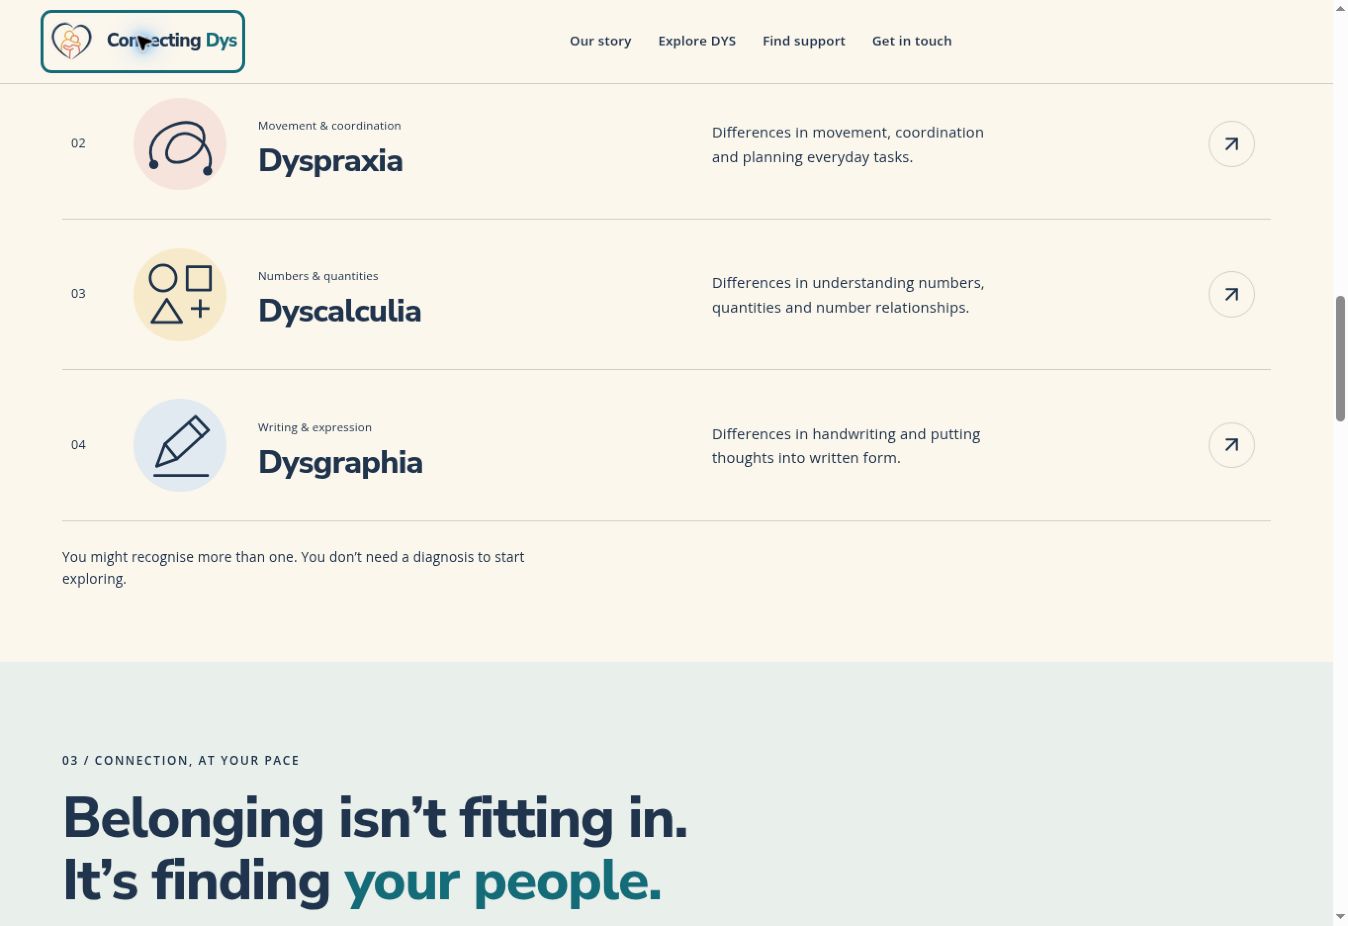 Connecting Dys
Our story
Explore DYS
Find support
Get in touch
02
Movement & coordination
Dyspraxia
Differences in movement, coordination
and planning everyday tasks.
03
Numbers & quantities
Dyscalculia
Differences in understanding numbers,
quantities and number relationships.
04
Writing & expression
Dysgraphia
Differences in handwriting and putting
thoughts into written form.
You might recognise more than one. You don’t need a diagnosis to start
exploring.
03 / CONNECTION, AT YOUR PACE
Belonging isn’t fitting in.
It’s finding your people.